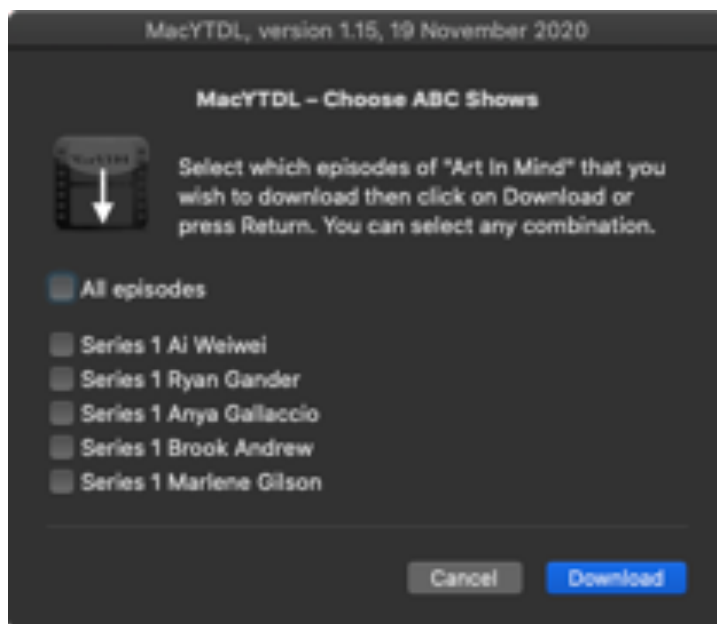 MacYTDL, version 1.15, 19 November 2020
MacYTDL – Choose ABC Shows
Select which episodes of "Art In Mind" that you
wish to download then click on Download or
press Return. You can select any combination.
All episodes
Series 1 Ai Weiwei
Series 1 Ryan Gander
Series 1 Anya Gallaccio
Series 1 Brook Andrew
Series 1 Marlene Gilson
Cancel
Download